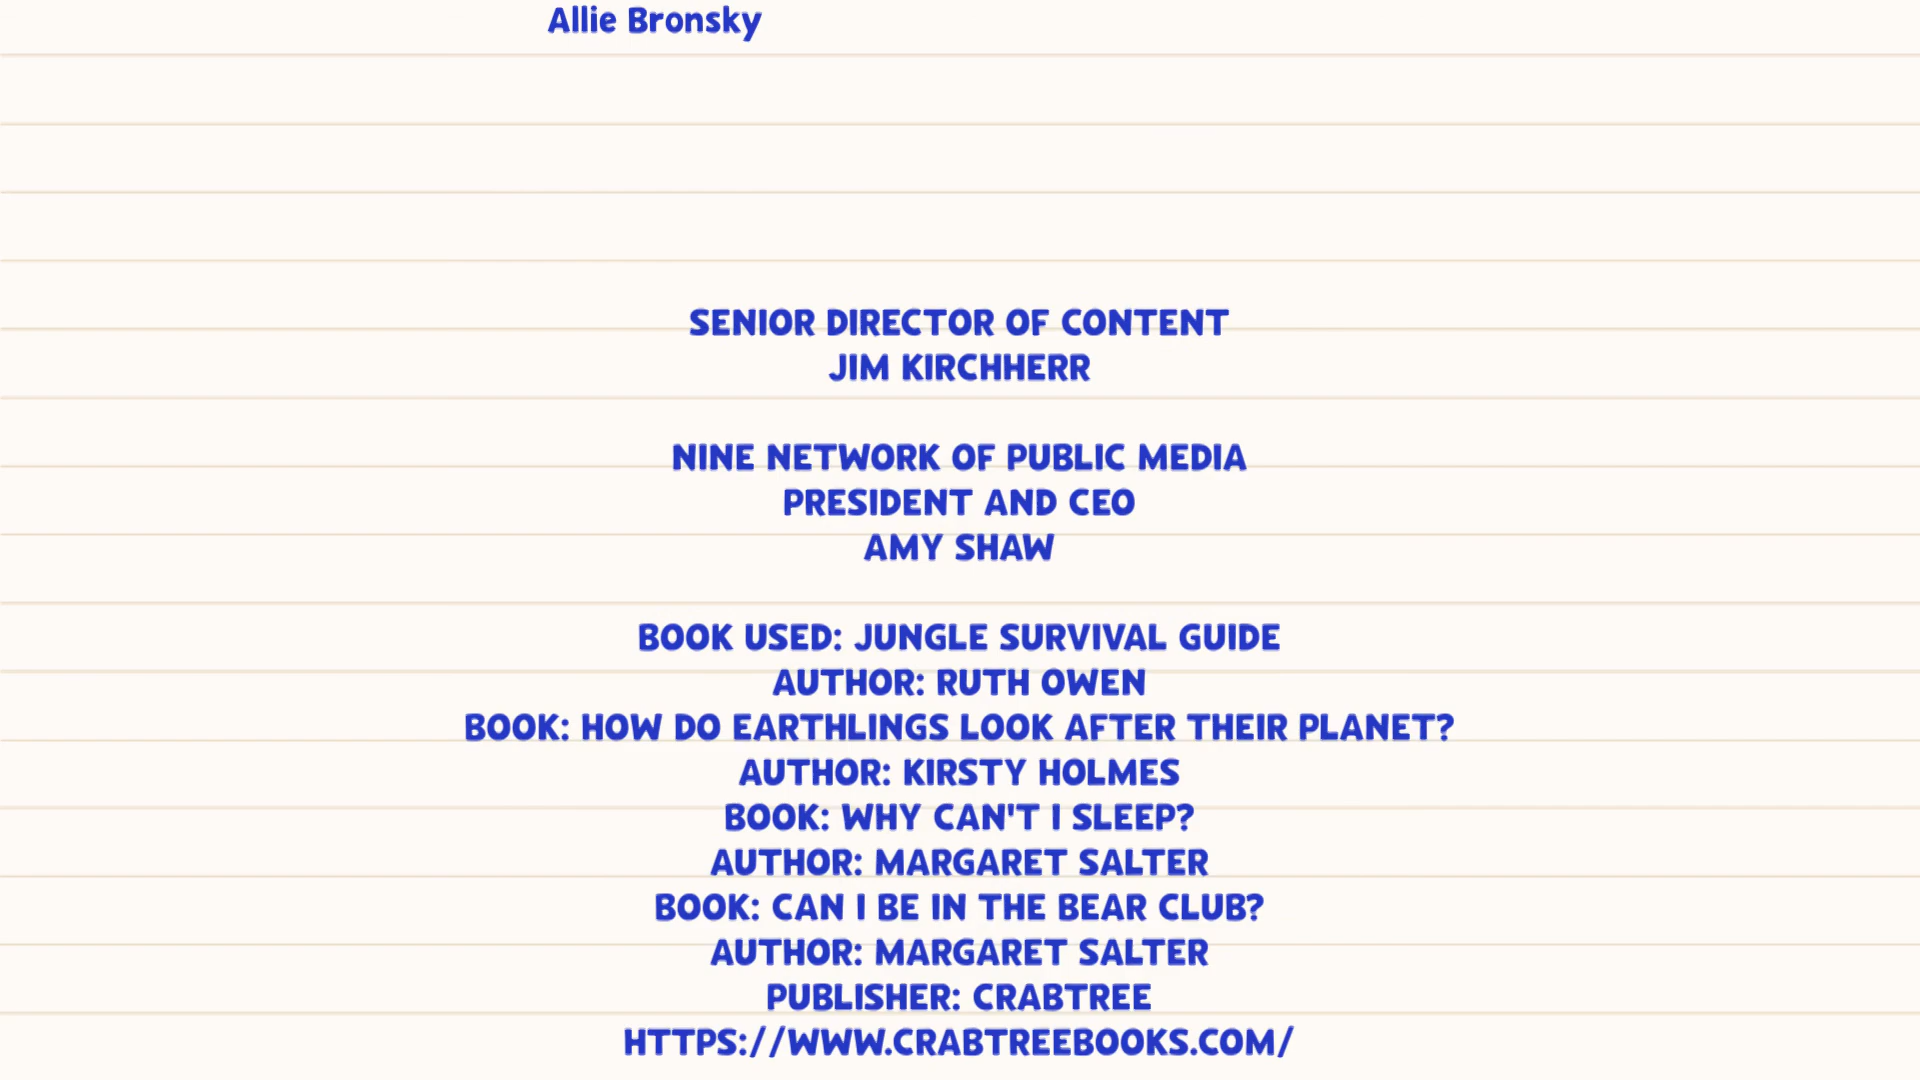 Allie Bronsky
SENIOR DIRECTOR OF CONTENT
JIM KIRCHHERR
NINE NETWORK OF PUBLIC MEDIA
PRESIDENT AND CEO
AMY SHAW
BOOK USED: JUNGLE SURVIVAL GUIDE
AUTHOR: RUTH OWEN
BOOK: HOW DO EARTHLINGS LOOK AFTER THEIR PLANET?
AUTHOR: KIRSTY HOLMES
BOOK: WHY CAN'T I SLEEP?
AUTHOR: MARGARET SALTER
BOOK: CAN I BE IN THE BEAR CLUB?
AUTHOR: MARGARET SALTER
PUBLISHER: CRABTREE
HTTPS://WWW.CRABTREEBOOKS.COM/